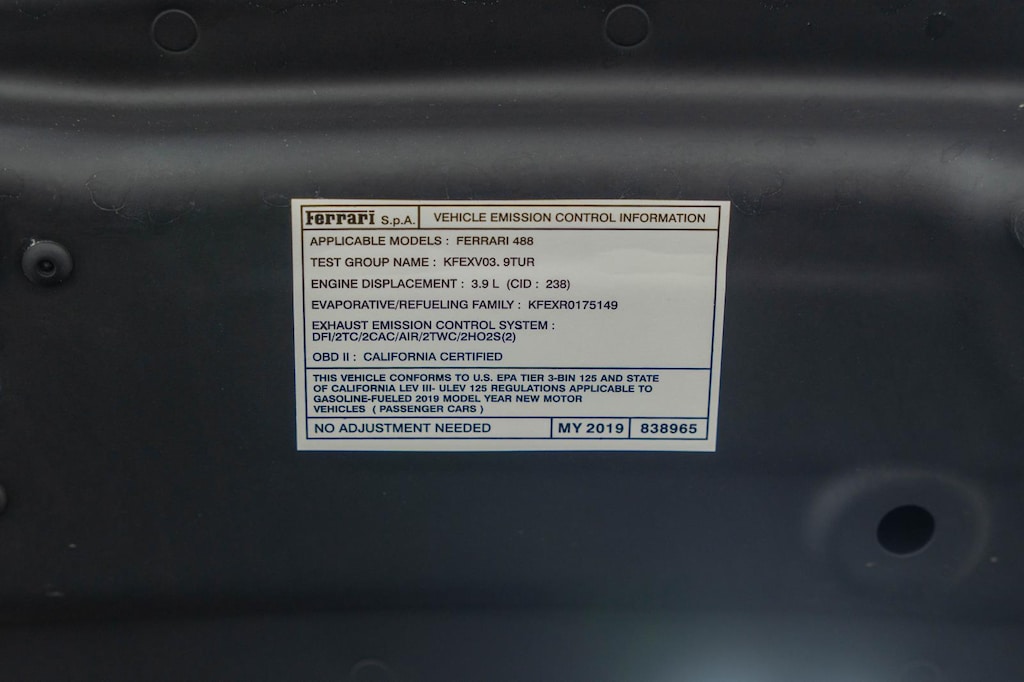 Ferrari S.p.A. VEHICLE EMISSION CONTROL INFORMATION
APPLICABLE MODELS : FERRARI 488
TEST GROUP NAME : KFEXV03. 9TUR
ENGINE DISPLACEMENT : 3.9 L (CID : 238)
EVAPORATIVE/REFUELING FAMILY : KFEXR0175149
EXHAUST EMISSION CONTROL SYSTEM :
DFI/2TC/2CAC/AIR/2TWC/2HO2S(2)
OBD II : CALIFORNIA CERTIFIED
THIS VEHICLE CONFORMS TO U.S. EPA TIER 3-BIN 125 AND STATE
OF CALIFORNIA LEV III- ULEV 125 REGULATIONS APPLICABLE TO
GASOLINE-FUELED 2019 MODEL YEAR NEW MOTOR
VEHICLES ( PASSENGER CARS )
NO ADJUSTMENT NEEDED MY 2019 838965